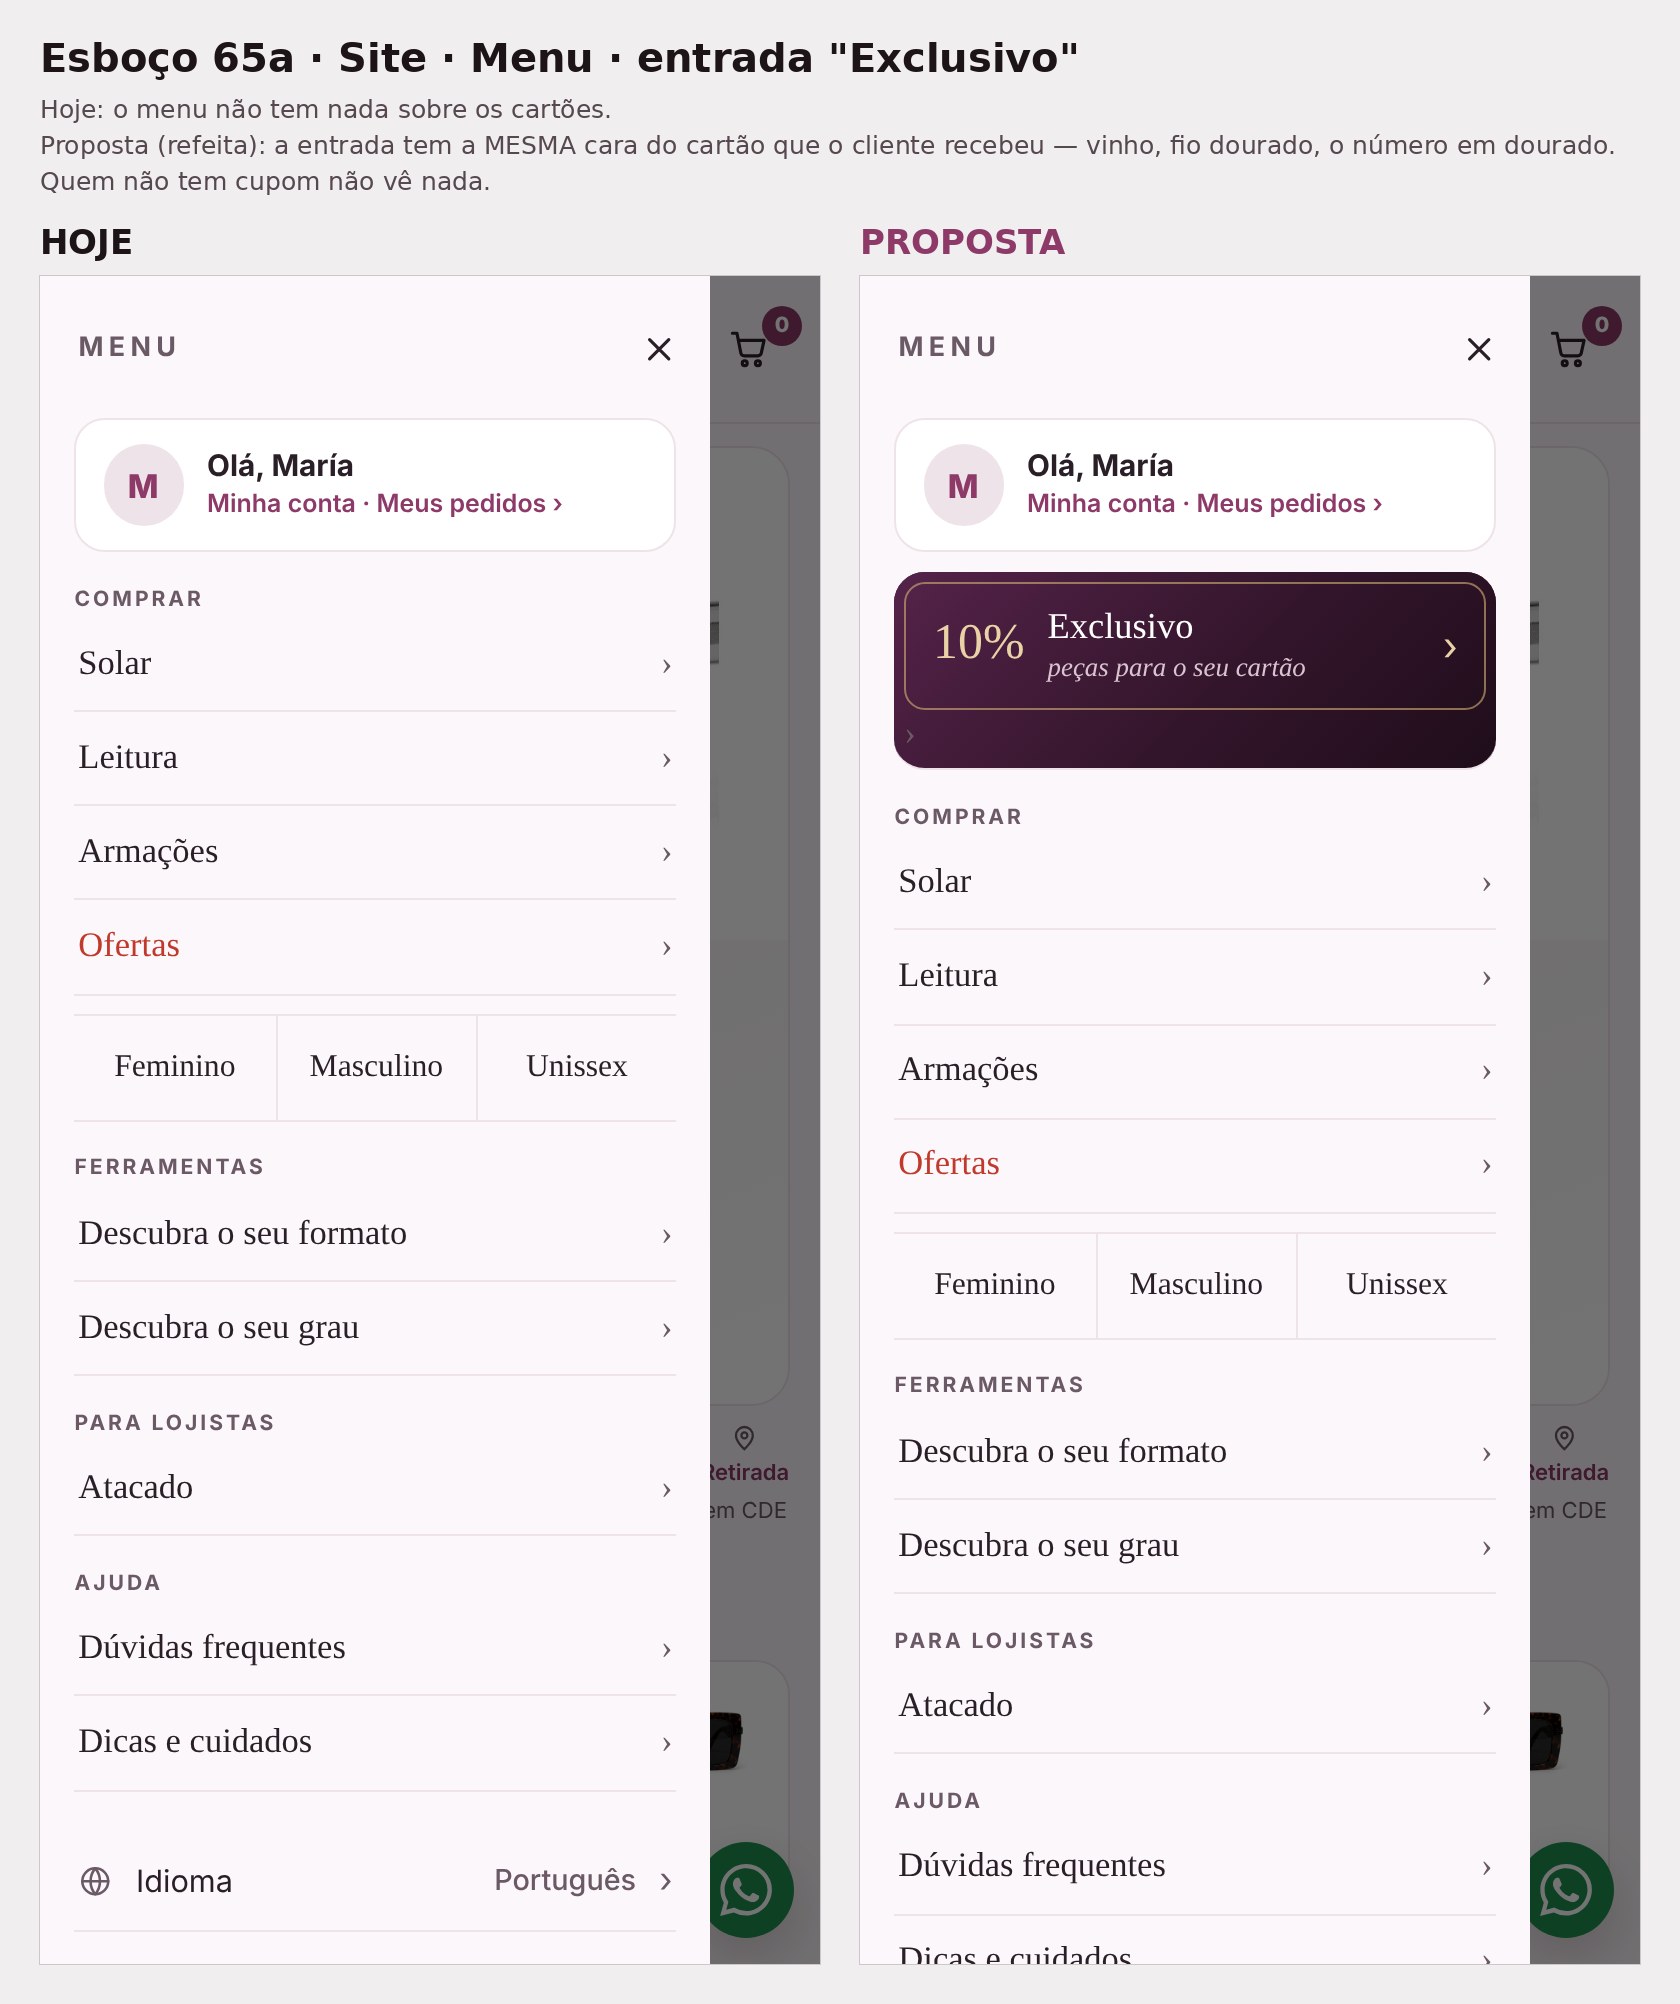 Esboço 65a · Site · Menu · entrada "Exclusivo"
Hoje: o menu não tem nada sobre os cartões.
Proposta (refeita): a entrada tem a MESMA cara do cartão que o cliente recebeu — vinho, fio dourado, o número em dourado.
Quem não tem cupom não vê nada.
HOJE
MENU
0
M
Olá, María
Minha conta · Meus pedidos ›
COMPRAR
Solar ›
Leitura ›
Armações ›
Ofertas ›
Feminino Masculino Unissex
FERRAMENTAS
Descubra o seu formato ›
Descubra o seu grau ›
PARA LOJISTAS
Retirada
Atacado ›
em CDE
AJUDA
Dúvidas frequentes ›
Dicas e cuidados ›
Idioma Português ›
PROPOSTA
MENU
0
M
Olá, María
Minha conta · Meus pedidos ›
10% Exclusivo ›
peças para o seu cartão
›
COMPRAR
Solar ›
Leitura ›
Armações ›
Ofertas ›
Feminino Masculino Unissex
FERRAMENTAS
Descubra o seu formato ›
Retirada
em CDE
Descubra o seu grau ›
PARA LOJISTAS
Atacado ›
AJUDA
Dúvidas frequentes ›
Dicas e cuidados ›